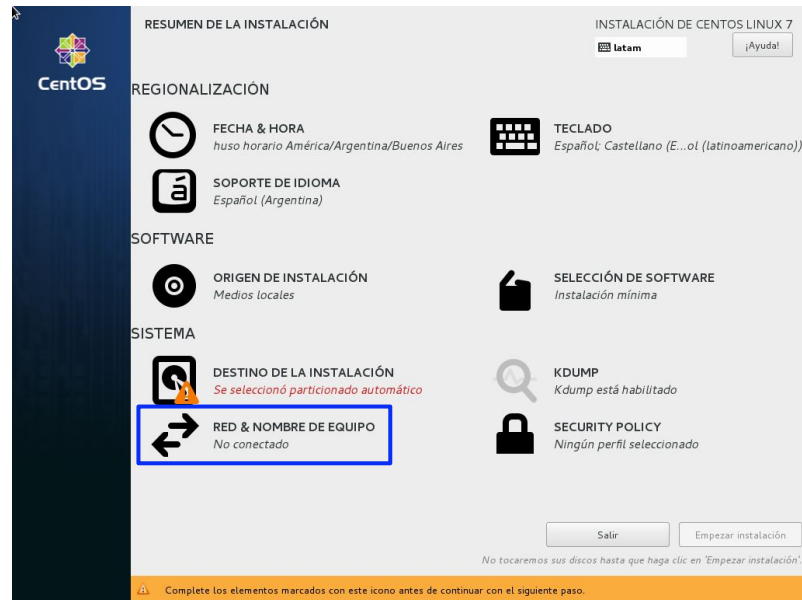 RESUMEN DE LA INSTALACIÓN
INSTALACIÓN DE CENTOS LINUX 7
latam
¡Ayuda!
CentOS
REGIONALIZACIÓN
FECHA & HORA
huso horario América/Argentina/Buenos Aires
TECLADO
Español; Castellano (E...ol (latinoamericano))
SOPORTE DE IDIOMA
Español (Argentina)
á
SOFTWARE
ORIGEN DE INSTALACIÓN
Medios locales
SELECCIÓN DE SOFTWARE
Instalación mínima
SISTEMA
DESTINO DE LA INSTALACIÓN
Se seleccionó particionado automático
KDUMP
Kdump está habilitado
RED & NOMBRE DE EQUIPO
No conectado
SECURITY POLICY
Ningún perfil seleccionado
Salir
Empezar instalación
No tocaremos sus discos hasta que haga clic en 'Empezar instalación'.
Complete los elementos marcados con este icono antes de continuar con el siguiente paso.